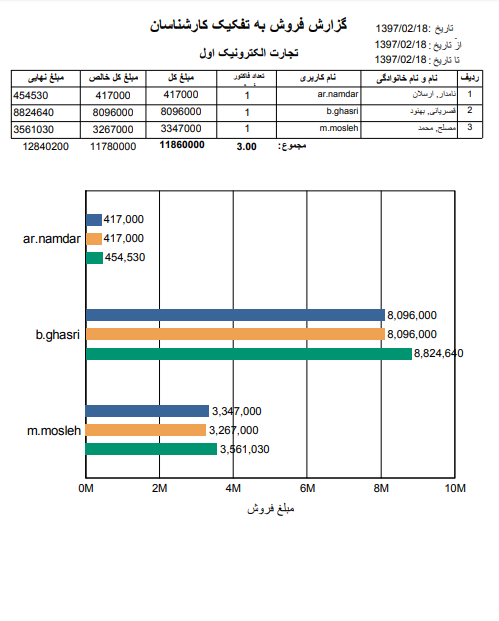 گزارش فروش به تفکیک کارشناسان
تاریخ :1397/02/18
از تاریخ :1397/02/18
تا تاریخ :1397/02/18
تجارت الکترونیک اول
ردیف نام و نام خانوادگی نام کاربری تعداد فاکتور مبلغ کل مبلغ کل خالص مبلغ نهایی
1 نامدار, ارسلان ar.namdar 1 417000 417000 454530
2 قصریانی, بهنود b.ghasri 1 8096000 8096000 8824640
3 مصلح, محمد m.mosleh 1 3347000 3267000 3561030
مجموع: 3.00 11860000 11780000 12840200
417,000
ar.namdar 417,000
454,530
8,096,000
b.ghasri 8,096,000
8,824,640
3,347,000
m.mosleh 3,267,000
3,561,030
0M 2M 4M 6M 8M 10M
مبلغ فروش